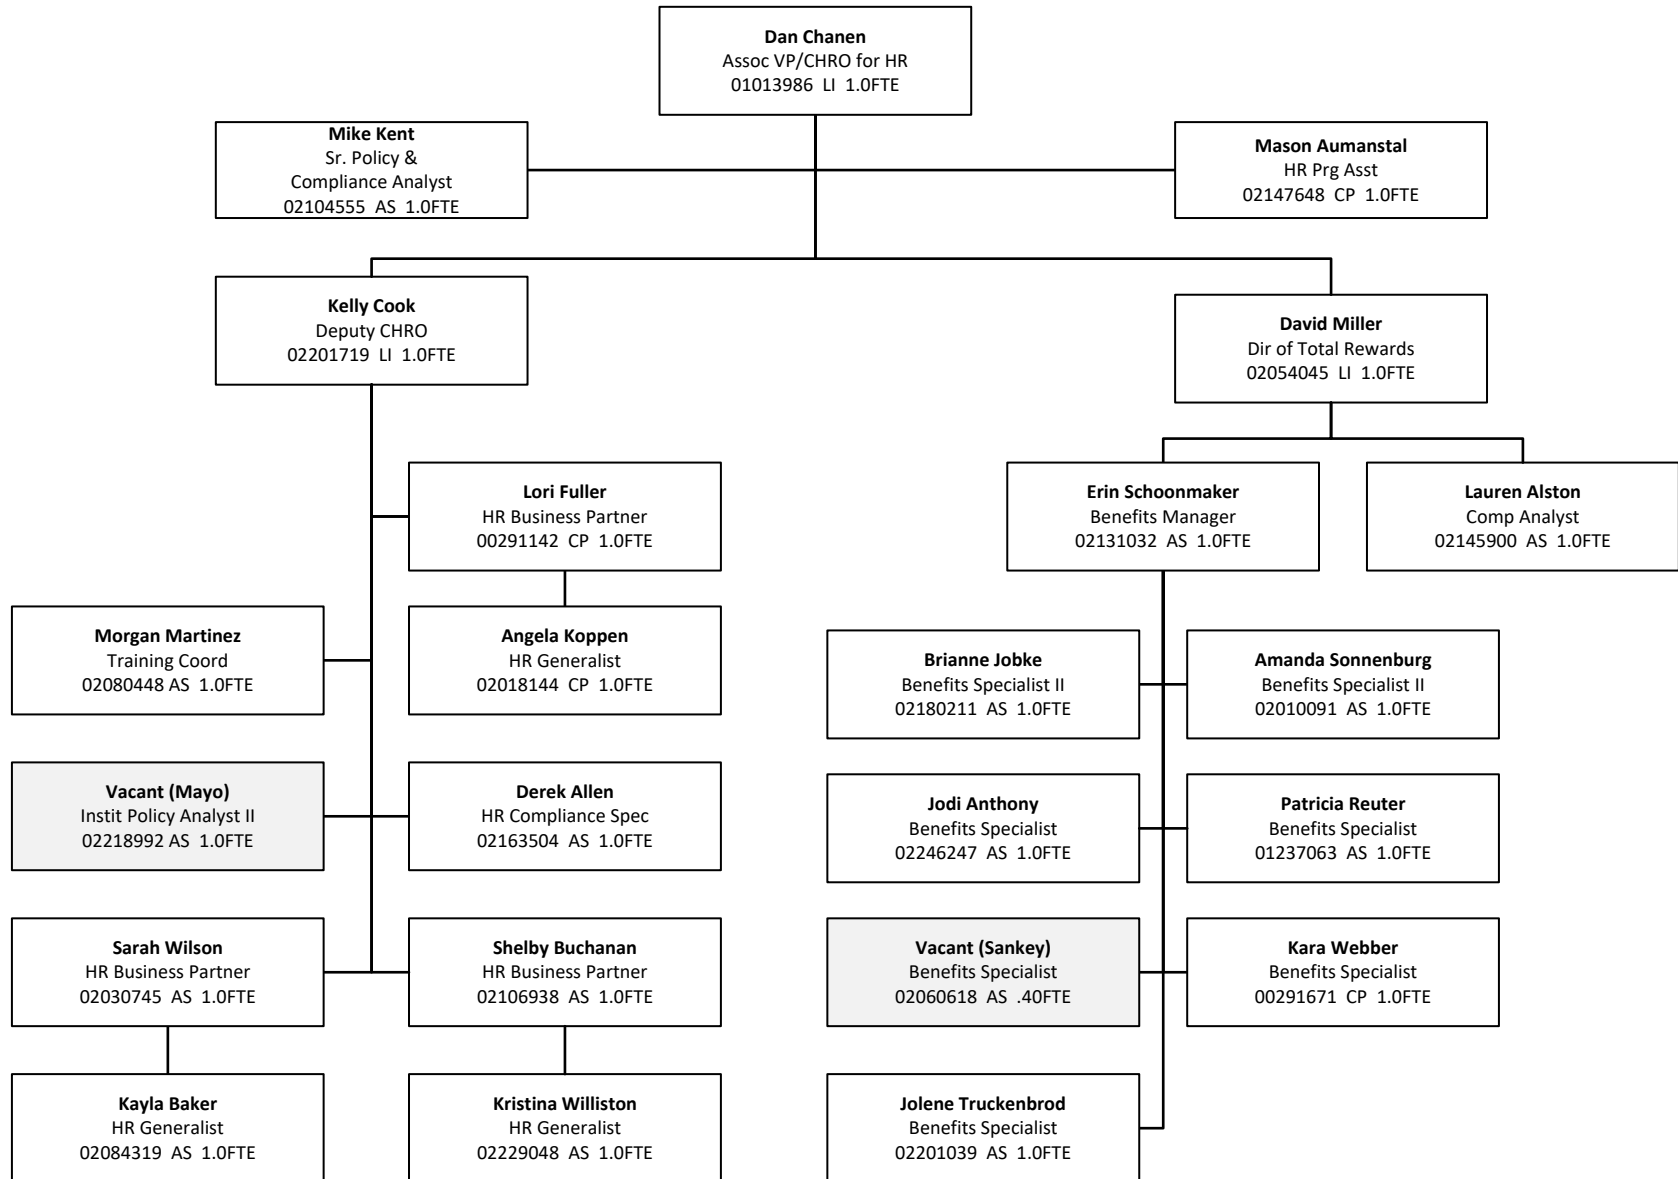 Dan Chanen
Assoc VP/CHRO for HR
01013986  LI  1.0FTE
Mike Kent
Sr. Policy &
Compliance Analyst
02104555  AS  1.0FTE
Mason Aumanstal
HR Prg Asst
02147648  CP  1.0FTE
Kelly Cook
Deputy CHRO
02201719  LI  1.0FTE
David Miller
Dir of Total Rewards
02054045  LI  1.0FTE
Lori Fuller
HR Business Partner
00291142  CP  1.0FTE
Erin Schoonmaker
Benefits Manager
02131032  AS  1.0FTE
Lauren Alston
Comp Analyst
02145900  AS  1.0FTE
Morgan Martinez
Training Coord
02080448 AS  1.0FTE
Angela Koppen
HR Generalist
02018144  CP  1.0FTE
Brianne Jobke
Benefits Specialist II
02180211  AS  1.0FTE
Amanda Sonnenburg
Benefits Specialist II
02010091  AS  1.0FTE
Vacant (Mayo)
Instit Policy Analyst II
02218992 AS  1.0FTE
Derek Allen
HR Compliance Spec
02163504  AS  1.0FTE
Jodi Anthony
Benefits Specialist
02246247  AS  1.0FTE
Patricia Reuter
Benefits Specialist
01237063  AS  1.0FTE
Sarah Wilson
HR Business Partner
02030745  AS  1.0FTE
Shelby Buchanan
HR Business Partner
02106938  AS  1.0FTE
Vacant (Sankey)
Benefits Specialist
02060618  AS  .40FTE
Kara Webber
Benefits Specialist
00291671  CP  1.0FTE
Kayla Baker
HR Generalist
02084319  AS  1.0FTE
Kristina Williston
HR Generalist
02229048  AS  1.0FTE
Jolene Truckenbrod
Benefits Specialist
02201039  AS  1.0FTE